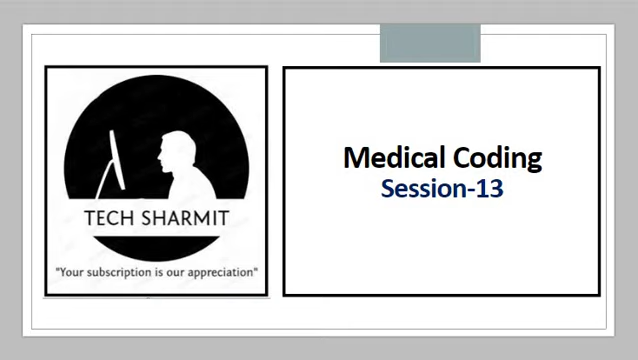 TECH SHARMIT
"Your subscription is our appreciation"
Medical Coding
Session-13